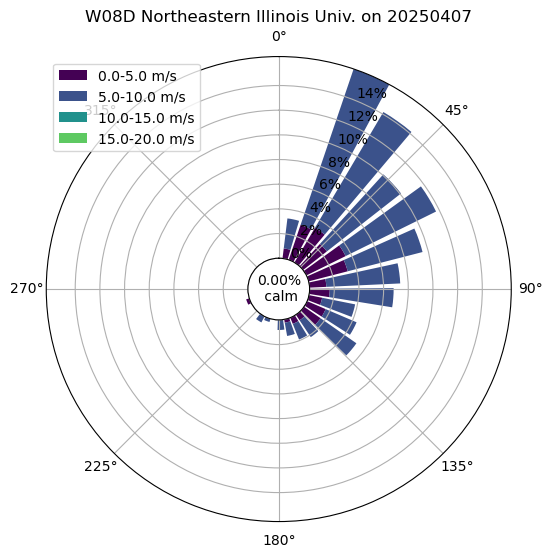 W08D Northeastern Illinois Univ. on 20250407
0°
0.0-5.0 m/s
5.0-10.0 m/s
10.0-15.0 m/s
15.0-20.0 m/s
315°
45°
14%
12%
10%
8%
6%
4%
2%
0%
0.00%
calm
270°
90°
225°
135°
180°